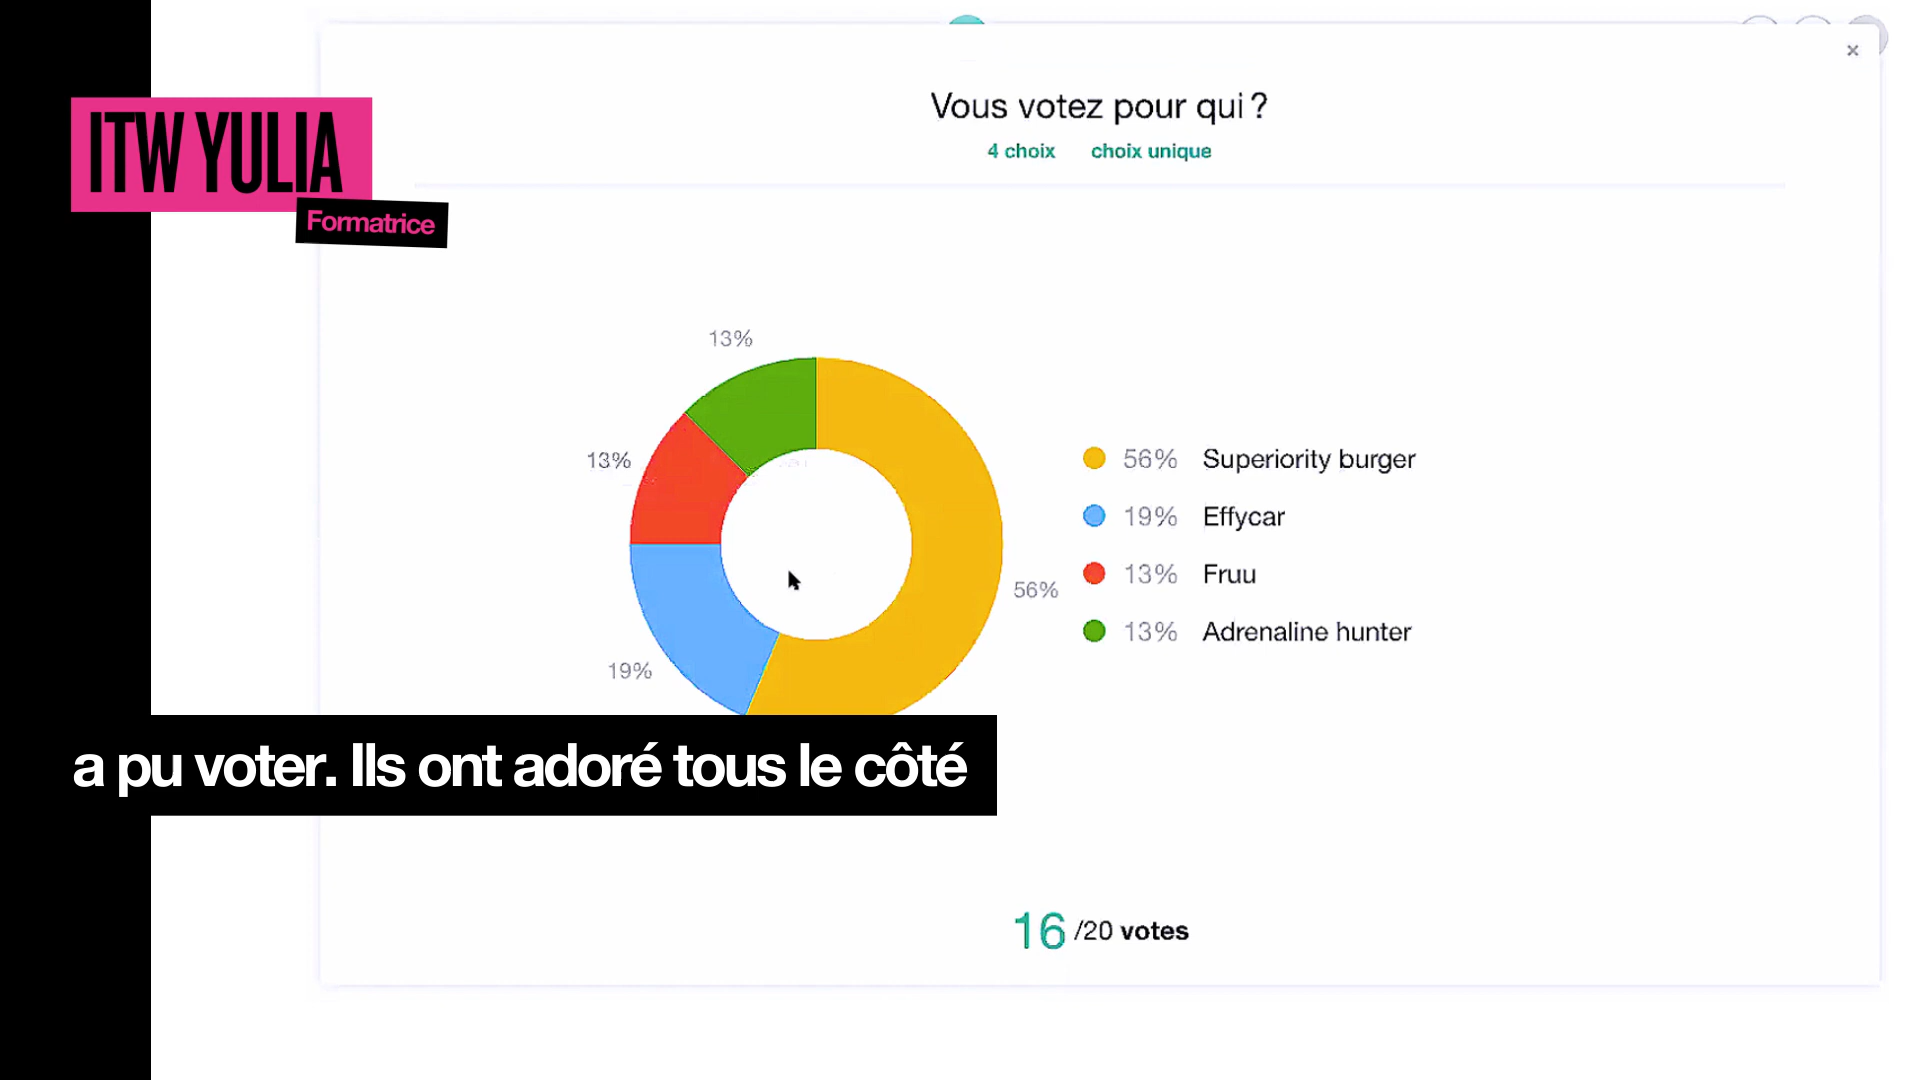 Vous votez pour qui ?
4 choix choix unique
ITW YULIA
Formatrice
13%
13%
19%
56%
56% Superiority burger
19% Effycar
13% Fruu
13% Adrenaline hunter
a pu voter. Ils ont adoré tous le côté
16 /20 votes